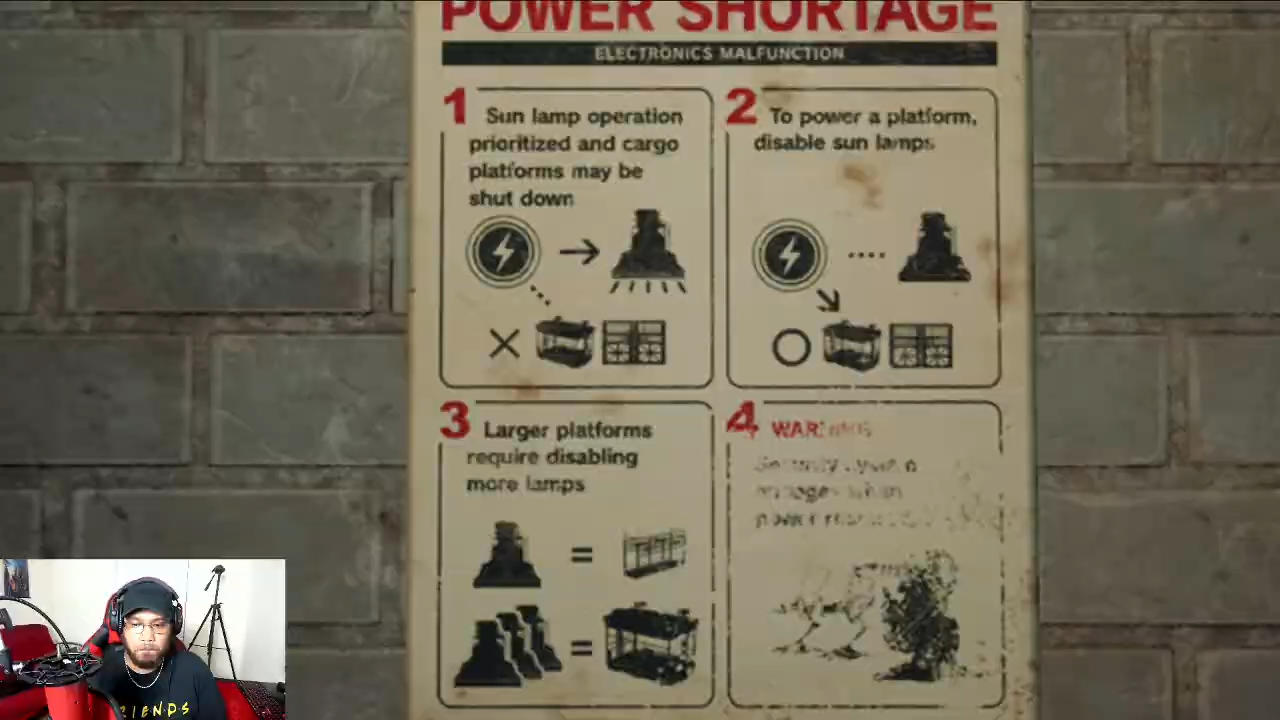 POWER SHORTAGE
ELECTRONICS MALFUNCTION
1 Sun lamp operation
prioritized and cargo
platforms may be
shut down
2 To power a platform,
disable sun lamps
3 Larger platforms
require disabling
more lamps
4